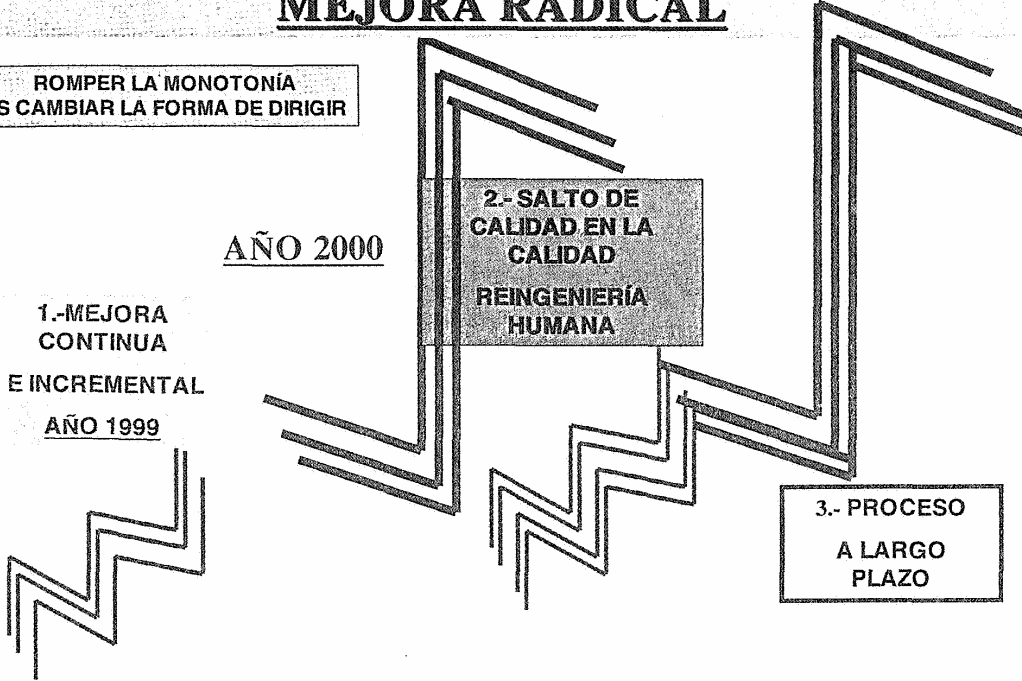 MEJORA RADICAL
ROMPER LA MONOTONÍA
S CAMBIAR LA FORMA DE DIRIGIR
2.- SALTO DE
CALIDAD EN LA
CALIDAD
REINGENIERÍA
HUMANA
AÑO 2000
1.-MEJORA
CONTINUA
E INCREMENTAL
AÑO 1999
3.- PROCESO
A LARGO
PLAZO